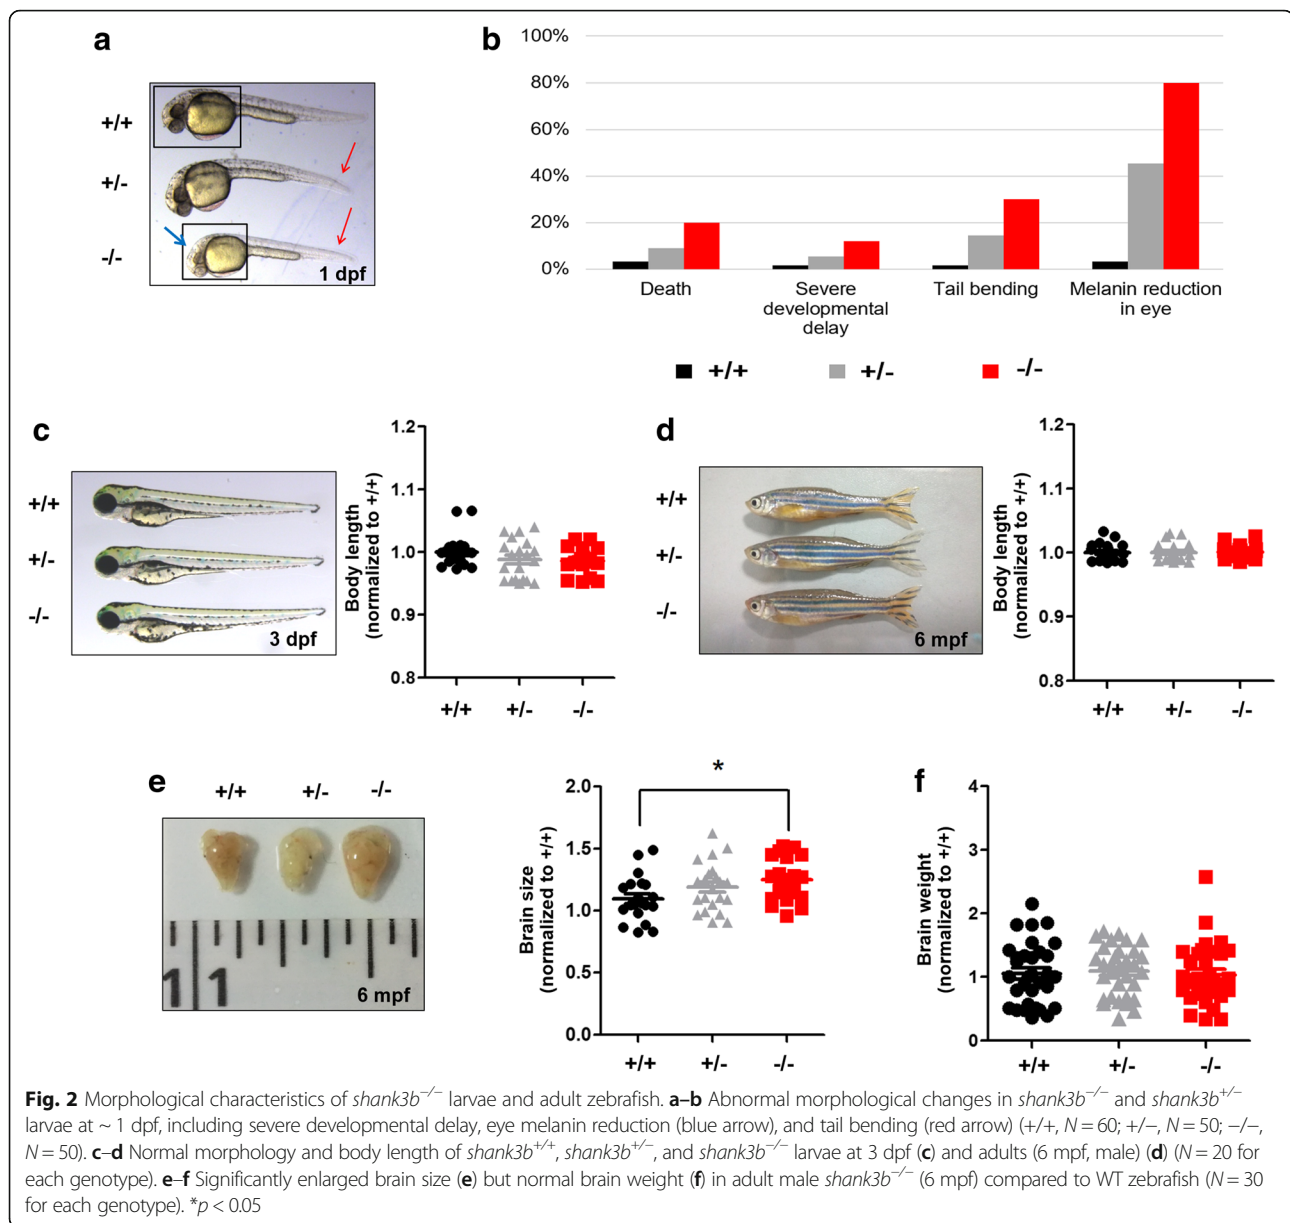 a
+/+
+/-
-/-
1 dpf
b
100%
80%
60%
40%
20%
0%
Death
Severe
developmental
delay
Tail bending
Melanin reduction
in eye
+/+
+/-
-/-
c
+/+
+/-
-/-
3 dpf
Body length
(normalized to +/+)
1.2
1.1
1.0
0.9
0.8
+/+
+/-
-/-
d
+/+
+/-
-/-
6 mpf
Body length
(normalized to +/+)
1.2
1.1
1.0
0.9
0.8
+/+
+/-
-/-
e
+/+
+/-
-/-
1 1
6 mpf
Brain size
(normalized to +/+)
2.0
1.5
1.0
0.5
0.0
*
+/+
+/-
-/-
f
Brain weight
(normalized to +/+)
4
3
2
1
0
+/+
+/-
-/-
Fig. 2 Morphological characteristics of shank3b−/− larvae and adult zebrafish. a–b Abnormal morphological changes in shank3b−/− and shank3b+/−
larvae at ~ 1 dpf, including severe developmental delay, eye melanin reduction (blue arrow), and tail bending (red arrow) (+/+, N = 60; +/−, N = 50; −/−,
N = 50). c–d Normal morphology and body length of shank3b+/+, shank3b+/−, and shank3b−/− larvae at 3 dpf (c) and adults (6 mpf, male) (d) (N = 20 for
each genotype). e–f Significantly enlarged brain size (e) but normal brain weight (f) in adult male shank3b−/− (6 mpf) compared to WT zebrafish (N = 30
for each genotype). *p < 0.05